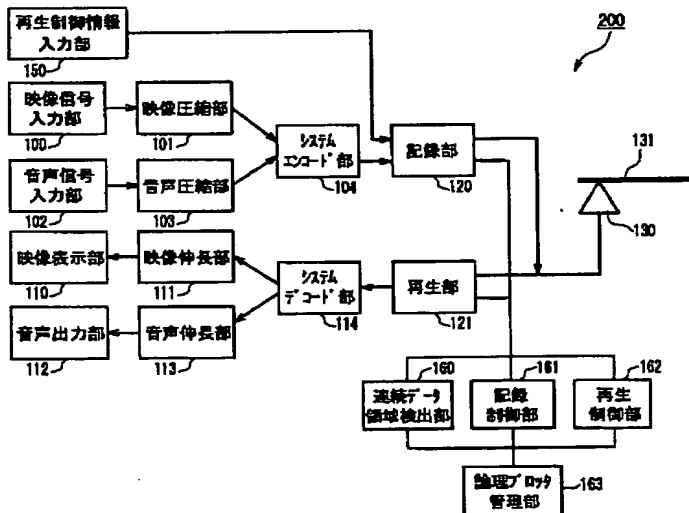 再生制御情報
入力部
150
200
映像信号
入力部
100
映像圧縮部
101
システム
エンコード部
104
記録部
120
131
130
音声信号
入力部
102
音声圧縮部
103
映像表示部
110
映像伸長部
111
システム
デコード部
114
再生部
121
音声出力部
112
音声伸長部
113
160
連続データ
領域検出部
161
記録
制御部
162
再生
制御部
論理ブロック
管理部
163